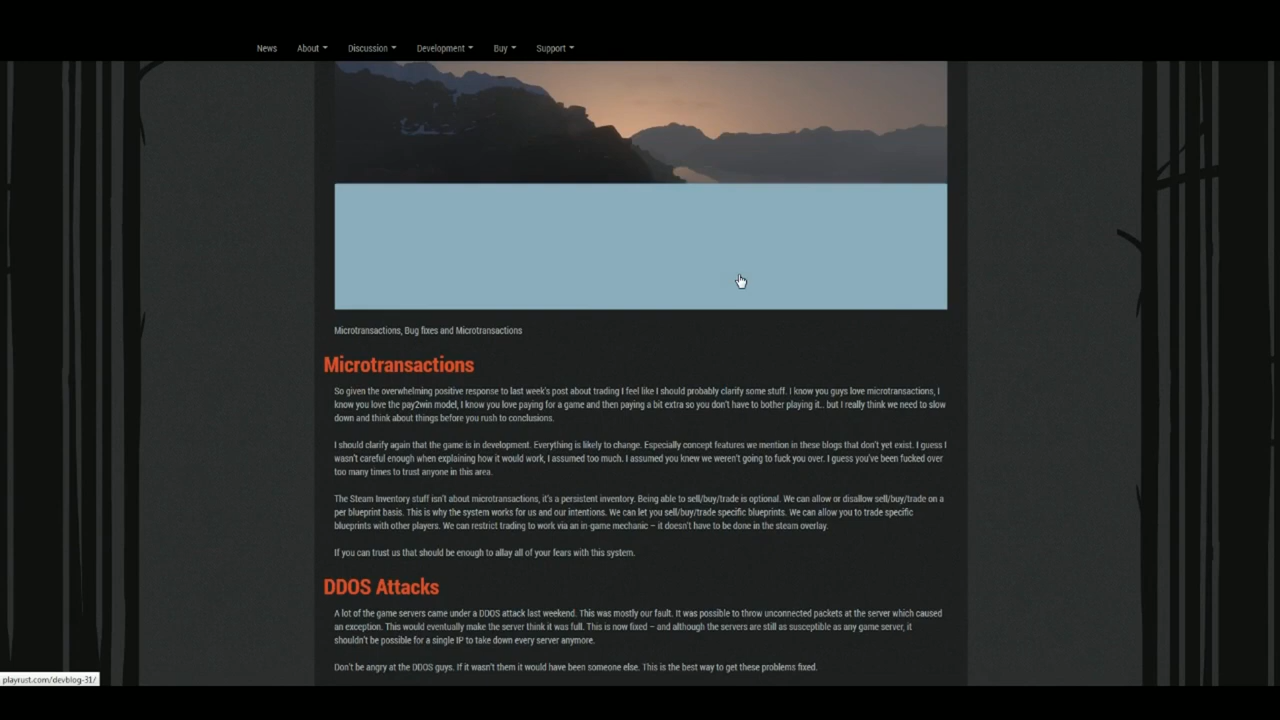 News About Discussion Development Buy Support
Microtransactions, Bug fixes and Microtransactions
Microtransactions
So given the overwhelming positive response to last week's post about trading I feel like I should probably clarify some stuff. I know you guys love microtransactions, I
know you love the pay2win model, I know you love paying for a game and then paying a bit extra so you don't have to bother playing it.. but I really think we need to slow
down and think about things before you rush to conclusions.
I should clarify again that the game is in development. Everything is likely to change. Especially concept features we mention in these blogs that don't yet exist. I guess I
wasn't careful enough when explaining how it would work, I assumed too much. I assumed you knew we weren't going to fuck you over. I guess you've been fucked over
too many times to trust anyone in this area.
The Steam Inventory stuff isn't about microtransactions, it's a persistent inventory. Being able to sell/buy/trade is optional. We can allow or disallow sell/buy/trade on a
per blueprint basis. This is why the system works for us and our intentions. We can let you sell/buy/trade specific blueprints. We can allow you to trade specific
blueprints with other players. We can restrict trading to work via an in-game mechanic – it doesn't have to be done in the steam overlay.
If you can trust us that should be enough to allay all of your fears with this system.
DDOS Attacks
A lot of the game servers came under a DDOS attack last weekend. This was mostly our fault. It was possible to throw unconnected packets at the server which caused
an exception. This would eventually make the server think it was full. This is now fixed – and although the servers are still as susceptible as any game server, it
shouldn't be possible for a single IP to take down every server anymore.
Don't be angry at the DDOS guys. If it wasn't them it would have been someone else. This is the best way to get these problems fixed.
playrust.com/devblog-31/